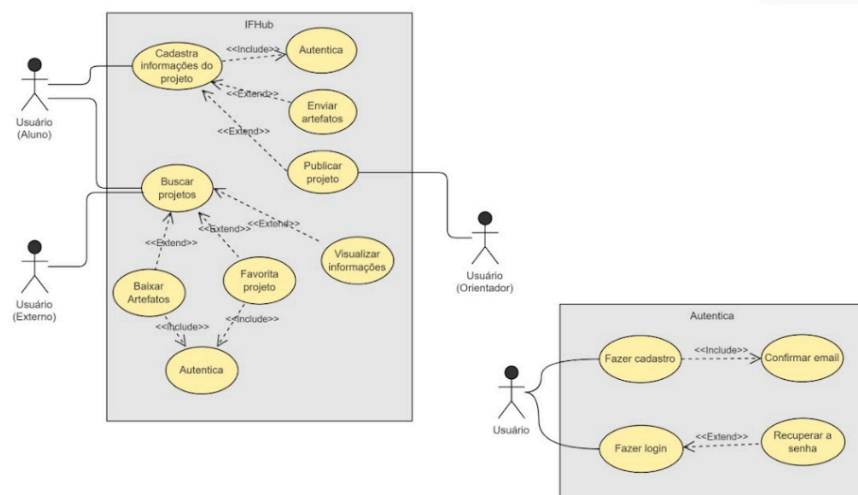 IFHub
Cadastra
informações do
projeto
<<Include>>
Autentica
<<Extend>>
Enviar
artefatos
<<Extend>>
Publicar
projeto
Usuário
(Aluno)
Buscar
projetos
<<Extend>>
<<Extend>>
<<Extend>>
Visualizar
informações
Usuário
(Externo)
Baixar
Artefatos
Favorita
projeto
<<Include>>
<<Include>>
Autentica
Usuário
(Orientador)
Autentica
Fazer cadastro
<<Include>>
Confirmar email
Usuário
Fazer login
<<Extend>>
Recuperar a
senha